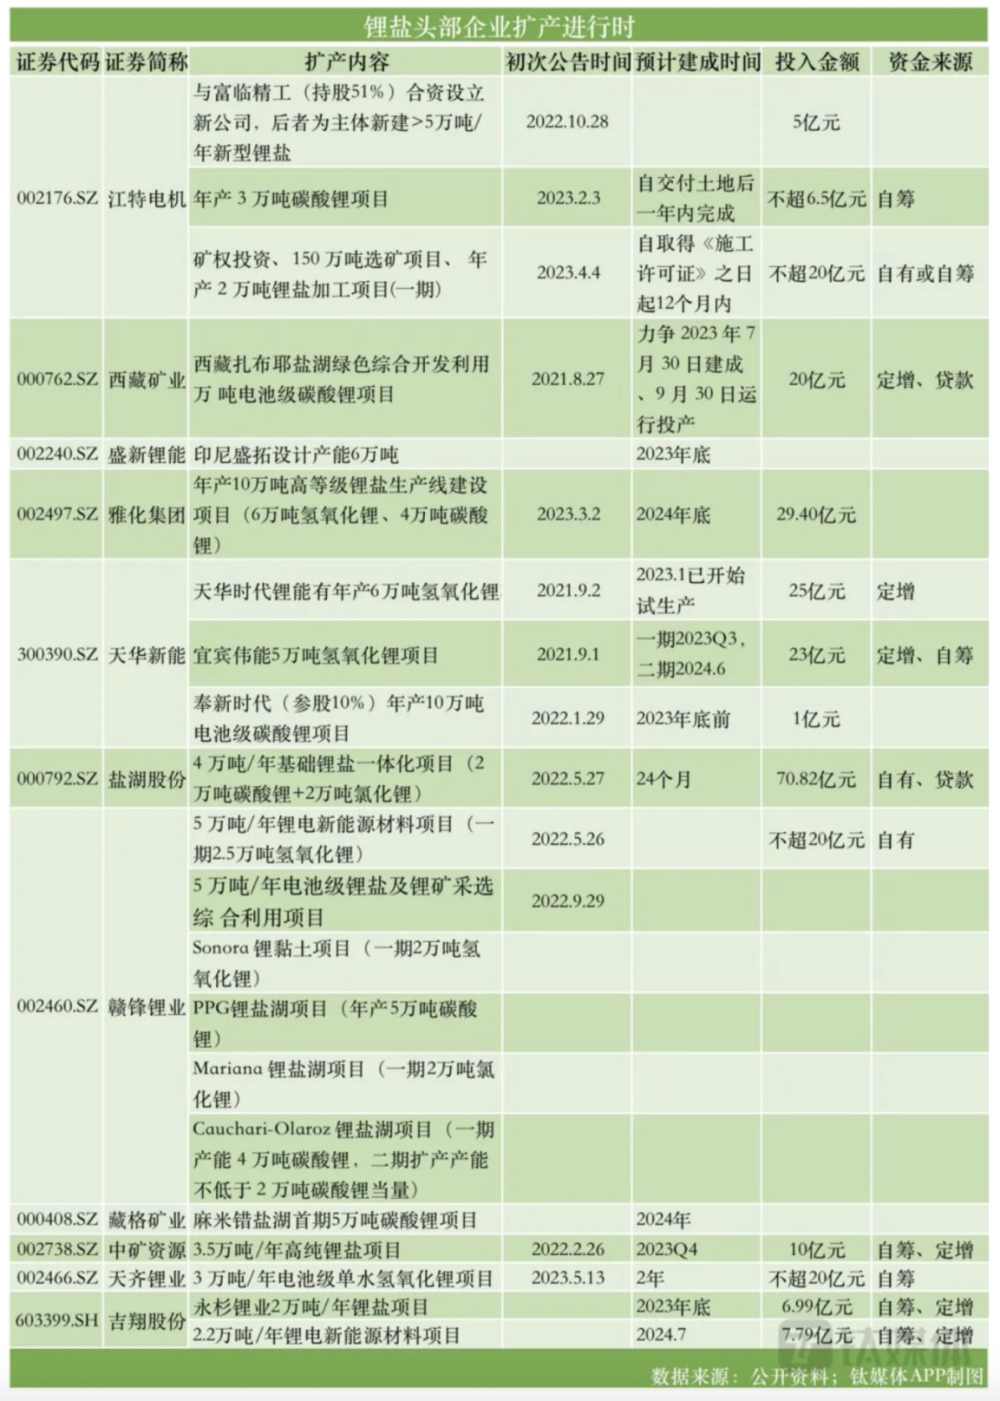 锂盐头部企业扩产进行时
证券代码 证券简称 扩产内容 初次公告时间 预计建成时间 投入金额 资金来源
与富临精工（持股51%）合资设立
新公司，后者为主体新建>5万吨/
年新型锂盐
2022.10.28 5亿元
002176.SZ 江特电机 年产 3 万吨碳酸锂项目 2023.2.3
自交付土地后
一年内完成
不超6.5亿元 自筹
矿权投资、150 万吨选矿项目、 年
产 2 万吨锂盐加工项目(一期)
2023.4.4
自取得《施工
许可证》之日
起12个月内
不超20亿元 自有或自筹
000762.SZ 西藏矿业
西藏扎布耶盐湖绿色综合开发利用
万 吨电池级碳酸锂项目
2021.8.27
力争 2023 年 7
月 30 日建成
、9 月 30 日运
行投产
20亿元 定增、贷款
002240.SZ 盛新锂能 印尼盛拓设计产能6万吨 2023年底
002497.SZ 雅化集团
年产10万吨高等级锂盐生产线建设
项目（6万吨氢氧化锂、4万吨碳酸
锂）
2023.3.2 2024年底 29.40亿元
300390.SZ 天华新能
天华时代锂能有年产6万吨氢氧化锂 2021.9.2
2023.1已开始
试生产
25亿元 定增
宜宾伟能5万吨氢氧化锂项目 2021.9.1
一期2023Q3，
二期2024.6
23亿元 定增、自筹
奉新时代（参股10%）年产10万吨
电池级碳酸锂项目
2022.1.29 2023年底前 1亿元
000792.SZ 盐湖股份
4 万吨/年基础锂盐一体化项目（2
万吨碳酸锂+2万吨氯化锂）
2022.5.27 24个月 70.82亿元 自有、贷款
002460.SZ 赣锋锂业
5 万吨/年锂电新能源材料项目（一
期2.5万吨氢氧化锂）
2022.5.26 不超20亿元 自有
5 万吨/年电池级锂盐及锂矿采选
综 合利用项目
2022.9.29
Sonora 锂黏土项目（一期2万吨氢
氧化锂）
PPG锂盐湖项目（年产5万吨碳酸
锂）
Mariana 锂盐湖项目（一期2万吨氯
化锂）
Cauchari-Olaroz 锂盐湖项目（一期
产能 4 万吨碳酸锂，二期扩产产能
不低于 2 万吨碳酸锂当量）
000408.SZ 藏格矿业 麻米错盐湖首期5万吨碳酸锂项目 2024年
002738.SZ 中矿资源 3.5万吨/年高纯锂盐项目 2022.2.26 2023Q4 10亿元 自筹、定增
002466.SZ 天齐锂业 3 万吨/年电池级单水氢氧化锂项目 2023.5.13 2年 不超20亿元 自筹
603399.SH 吉翔股份
永杉锂业2万吨/年锂盐项目 2023年底 6.99亿元 自筹、定增
2.2万吨/年锂电新能源材料项目 2024.7 7.79亿元 自筹、定增
钛媒体
数据来源：公开资料；钛媒体APP制图